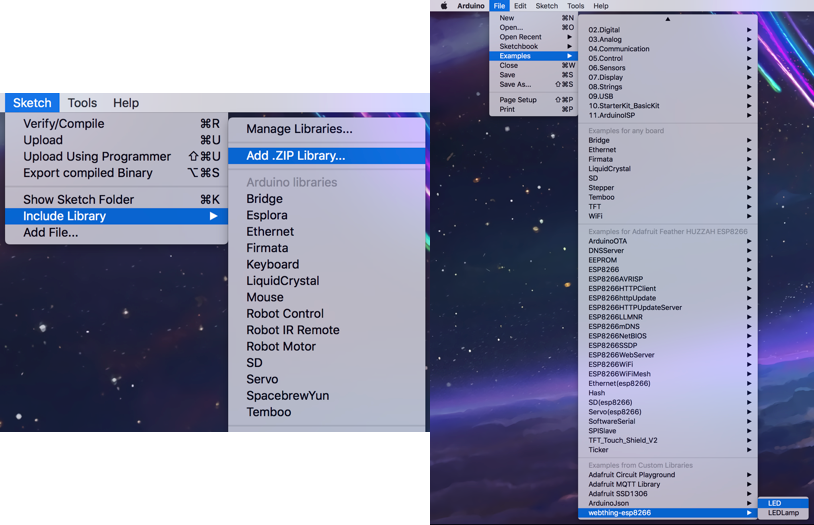 Sketch Tools Help
Verify/Compile ⌘R
Upload ⌘U
Upload Using Programmer ⇧⌘U
Export compiled Binary ⌥⌘S
Show Sketch Folder ⌘K
Include Library ▶
Add File...
Manage Libraries...
Add .ZIP Library...
Arduino libraries
Bridge
Esplora
Ethernet
Firmata
Keyboard
LiquidCrystal
Mouse
Robot Control
Robot IR Remote
Robot Motor
SD
Servo
SpacebrewYun
Temboo
Arduino File Edit Sketch Tools Help
New ⌘N
Open... ⌘O
Open Recent ▶
Sketchbook ▶
Examples ▶
Close ⌘W
Save ⌘S
Save As... ⇧⌘S
Page Setup ⇧⌘P
Print ⌘P
02.Digital
03.Analog
04.Communication
05.Control
06.Sensors
07.Display
08.Strings
09.USB
10.StarterKit_BasicKit
11.ArduinoISP
Examples for any board
Bridge
Ethernet
Firmata
LiquidCrystal
SD
Stepper
Temboo
TFT
WiFi
Examples for Adafruit Feather HUZZAH ESP8266
ArduinoOTA
DNSServer
EEPROM
ESP8266
ESP8266AVRISP
ESP8266HTTPClient
ESP8266httpUpdate
ESP8266HTTPUpdateServer
ESP8266LLMNR
ESP8266mDNS
ESP8266NetBIOS
ESP8266SSDP
ESP8266WebServer
ESP8266WiFi
ESP8266WiFiMesh
Ethernet(esp8266)
Hash
SD(esp8266)
Servo(esp8266)
SoftwareSerial
SPISlave
TFT_Touch_Shield_V2
Ticker
Examples from Custom Libraries
Adafruit Circuit Playground
Adafruit MQTT Library
Adafruit SSD1306
ArduinoJson
webthing-esp8266
LED
LEDLamp